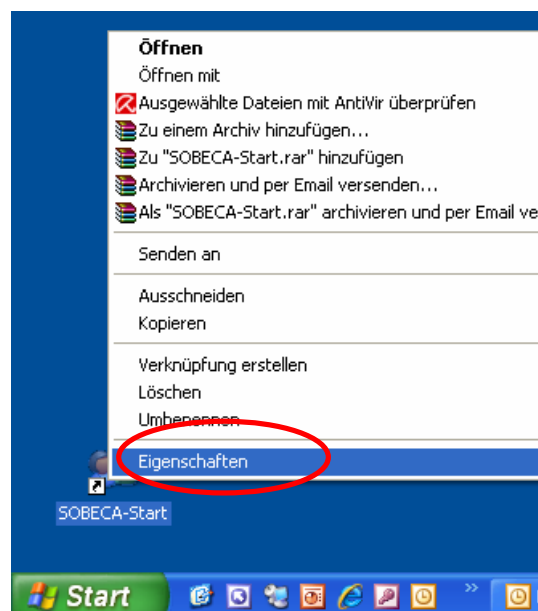 Öffnen
Öffnen mit
Ausgewählte Dateien mit AntiVir überprüfen
Zu einem Archiv hinzufügen...
Zu "SOBECA-Start.rar" hinzufügen
Archivieren und per Email versenden...
Als "SOBECA-Start.rar" archivieren und per Email ve
Senden an
Ausschneiden
Kopieren
Verknüpfung erstellen
Löschen
Umbenennen
Eigenschaften
SOBECA-Start
Start